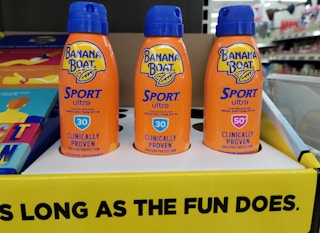 BANANA
BOAT
SPORT
ultra
30
CLINICALLY
PROVEN
BANANA
BOAT
SPORT
ultra
30
CLINICALLY
PROVEN
BANANA
BOAT
SPORT
ultra
50+
CLINICALLY
PROVEN
S LONG AS THE FUN DOES.